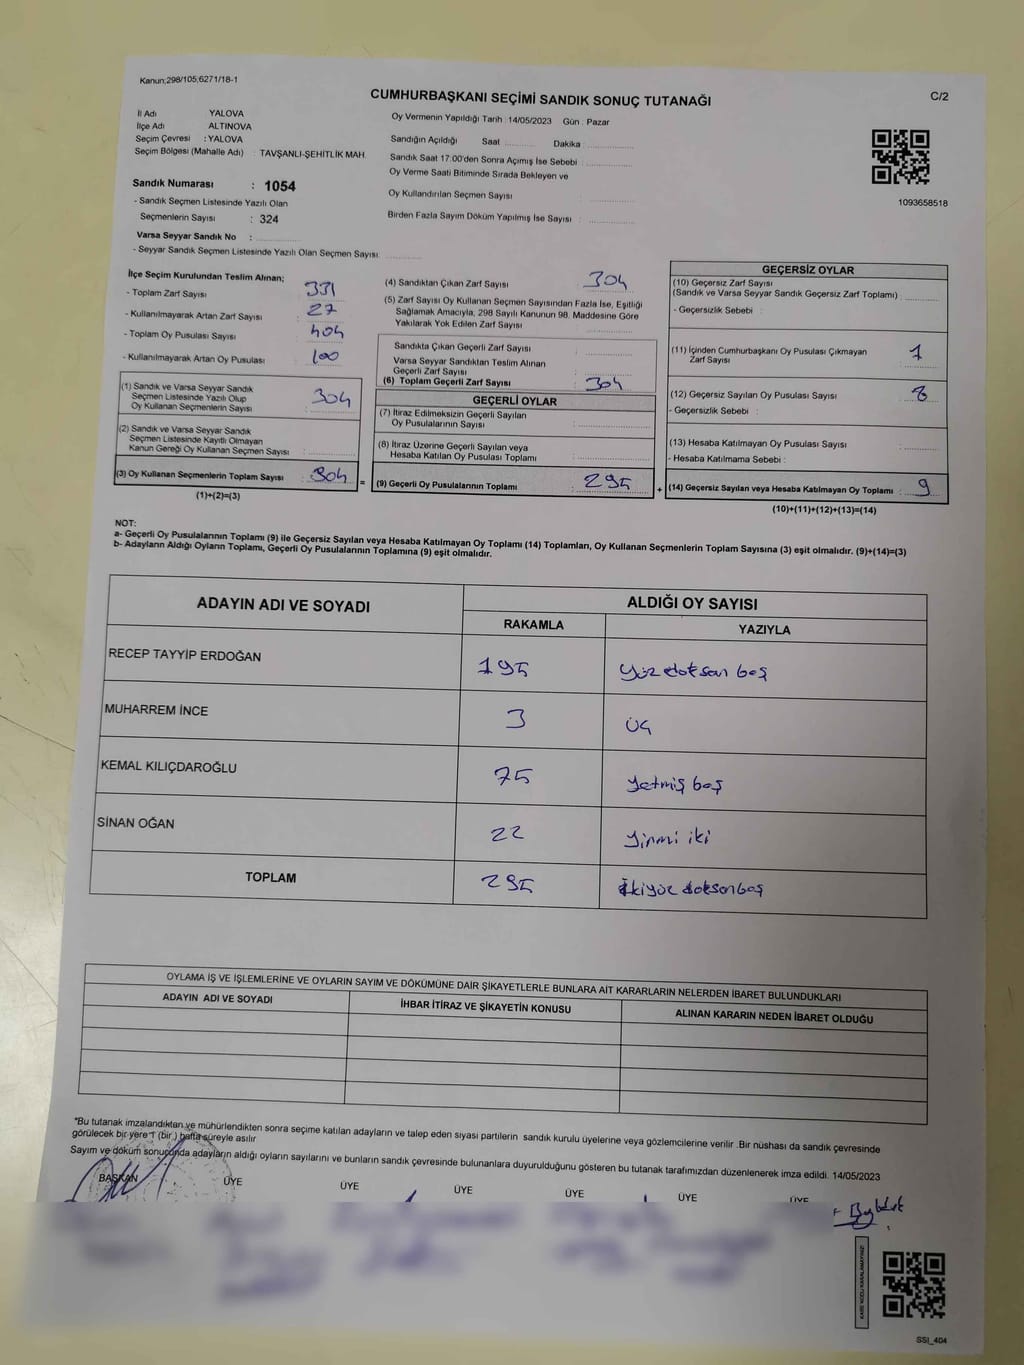 Kanun;298/105;6271/18-1
CUMHURBAŞKANI SEÇİMİ SANDIK SONUÇ TUTANAĞI
C/2
İl Adı YALOVA
İlçe Adı ALTINOVA
Seçim Çevresi : YALOVA
Seçim Bölgesi (Mahalle Adı) : TAVŞANLI-ŞEHİTLİK MAH.
Sandık Numarası : 1054
- Sandık Seçmen Listesinde Yazılı Olan
Seçmenlerin Sayısı : 324
Varsa Seyyar Sandık No :
- Seyyar Sandık Seçmen Listesinde Yazılı Olan Seçmen Sayısı
Oy Vermenin Yapıldığı Tarih : 14/05/2023 Gün : Pazar
Sandığın Açıldığı Saat Dakika
Sandık Saat 17:00'den Sonra Açımış İse Sebebi :
Oy Verme Saati Bitiminde Sırada Bekleyen ve
Oy Kullandırılan Seçmen Sayısı :
Birden Fazla Sayım Döküm Yapılmış İse Sayısı :
1093658518
İlçe Seçim Kurulundan Teslim Alınan;
- Toplam Zarf Sayısı : 331
- Kullanılmayarak Artan Zarf Sayısı : 27
- Toplam Oy Pusulası Sayısı : 404
- Kullanılmayarak Artan Oy Pusulası : 100
(1) Sandık ve Varsa Seyyar Sandık
Seçmen Listesinde Yazılı Olup
Oy Kullanan Seçmenlerin Sayısı : 304
(2) Sandık ve Varsa Seyyar Sandık
Seçmen Listesinde Kayıtlı Olmayan
Kanun Gereği Oy Kullanan Seçmen Sayısı :
(3) Oy Kullanan Seçmenlerin Toplam Sayısı : 304
(1)+(2)=(3)
(4) Sandıktan Çıkan Zarf Sayısı : 304
(5) Zarf Sayısı Oy Kullanan Seçmen Sayısından Fazla İse, Eşitliği
Sağlamak Amacıyla, 298 Sayılı Kanunun 98. Maddesine Göre
Yakılarak Yok Edilen Zarf Sayısı :
Sandıkta Çıkan Geçerli Zarf Sayısı :
Varsa Seyyar Sandıktan Teslim Alınan
Geçerli Zarf Sayısı :
(6) Toplam Geçerli Zarf Sayısı : 304
GEÇERLİ OYLAR
(7) İtiraz Edilmeksizin Geçerli Sayılan
Oy Pusulalarının Sayısı :
(8) İtiraz Üzerine Geçerli Sayılan veya
Hesaba Katılan Oy Pusulası Toplamı :
= (9) Geçerli Oy Pusulalarının Toplamı : 295
GEÇERSİZ OYLAR
(10) Geçersiz Zarf Sayısı
(Sandık ve Varsa Seyyar Sandık Geçersiz Zarf Toplamı) :
- Geçersizlik Sebebi :
(11) İçinden Cumhurbaşkanı Oy Pusulası Çıkmayan
Zarf Sayısı : 1
(12) Geçersiz Sayılan Oy Pusulası Sayısı : 8
- Geçersizlik Sebebi :
(13) Hesaba Katılmayan Oy Pusulası Sayısı :
- Hesaba Katılmama Sebebi :
+ (14) Geçersiz Sayılan veya Hesaba Katılmayan Oy Toplamı : 9
(10)+(11)+(12)+(13)=(14)
NOT:
a- Geçerli Oy Pusulalarının Toplamı (9) ile Geçersiz Sayılan veya Hesaba Katılmayan Oy Toplamı (14) Toplamları, Oy Kullanan Seçmenlerin Toplam Sayısına (3) eşit olmalıdır. (9)+(14)=(3)
b- Adayların Aldığı Oyların Toplamı, Geçerli Oy Pusulalarının Toplamına (9) eşit olmalıdır.
ADAYIN ADI VE SOYADI ALDIĞI OY SAYISI
RAKAMLA YAZIYLA
RECEP TAYYİP ERDOĞAN 195 yüz doksan beş
MUHARREM İNCE 3 üç
KEMAL KILIÇDAROĞLU 75 yetmiş beş
SİNAN OĞAN 22 yirmi iki
TOPLAM 295 ikiyüz doksan beş
OYLAMA İŞ VE İŞLEMLERİNE VE OYLARIN SAYIM VE DÖKÜMÜNE DAİR ŞİKAYETLERLE BUNLARA AİT KARARLARIN NELERDEN İBARET BULUNDUKLARI
ADAYIN ADI VE SOYADI İHBAR İTİRAZ VE ŞİKAYETİN KONUSU ALINAN KARARIN NEDEN İBARET OLDUĞU
*Bu tutanak imzalandıktan ve mühürlendikten sonra seçime katılan adayların ve talep eden siyasi partilerin sandık kurulu üyelerine veya gözlemcilerine verilir .Bir nüshası da sandık çevresinde
görülecek bir yere 1 (bir ) hafta süreyle asılır
Sayım ve döküm sonucunda adayların aldığı oyların sayılarını ve bunların sandık çevresinde bulunanlara duyurulduğunu gösteren bu tutanak tarafımızdan düzenlenerek imza edildi. 14/05/2023
BAŞKAN ÜYE ÜYE ÜYE ÜYE ÜYE ÜYE
SSI_404